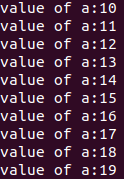 value of a:10
value of a:11
value of a:12
value of a:13
value of a:14
value of a:15
value of a:16
value of a:17
value of a:18
value of a:19